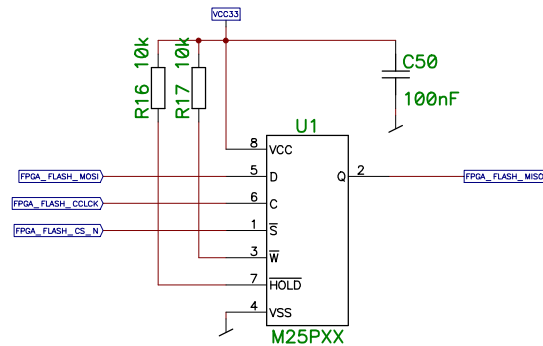 VCC33
R16 10k
R17 10k
C50
100nF
U1
8 VCC
FPGA_FLASH_MOSI 5 D Q 2 FPGA_FLASH_MISO
FPGA_FLASH_CCLCK 6 C
FPGA_FLASH_CS_N 1 S
3 W
7 HOLD
4 VSS
M25PXX